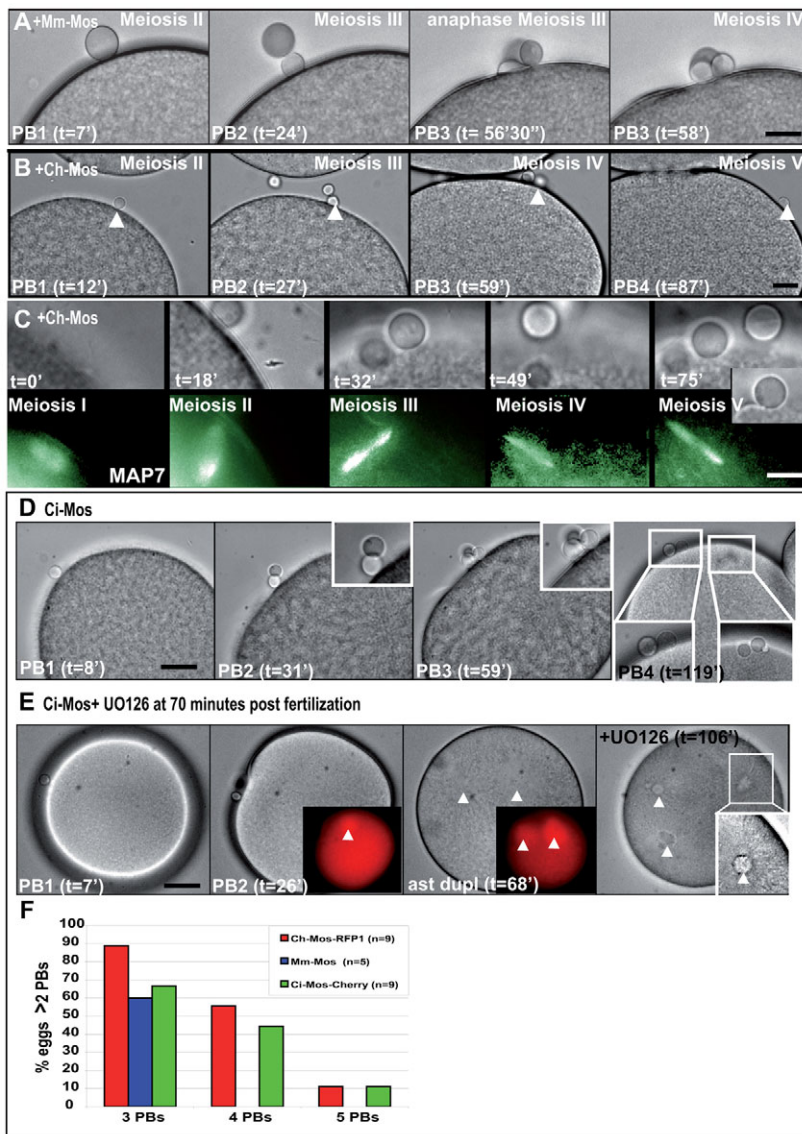 A +Mm-Mos
Meiosis II
Meiosis III
anaphase Meiosis III
Meiosis IV
PB1 (t=7’)
PB2 (t=24’)
PB3 (t= 56’30”)
PB3 (t=58’)
B +Ch-Mos
Meiosis II
Meiosis III
Meiosis IV
Meiosis V
PB1 (t=12’)
PB2 (t=27’)
PB3 (t=59’)
PB4 (t=87’)
C +Ch-Mos
t=0’
t=18’
t=32’
t=49’
t=75’
Meiosis I
Meiosis II
Meiosis III
Meiosis IV
Meiosis V
MAP7
D Ci-Mos
PB1 (t=8’)
PB2 (t=31’)
PB3 (t=59’)
PB4 (t=119’)
E Ci-Mos+ UO126 at 70 minutes post fertilization
+UO126 (t=106’)
PB1 (t=7’)
PB2 (t=26’)
ast dupl (t=68’)
F
% eggs >2 PBs
100
90
80
70
60
50
40
30
20
10
0
Ch-Mos-RFP1 (n=9)
Mm-Mos (n=5)
Ci-Mos-Cherry (n=9)
3 PBs
4 PBs
5 PBs